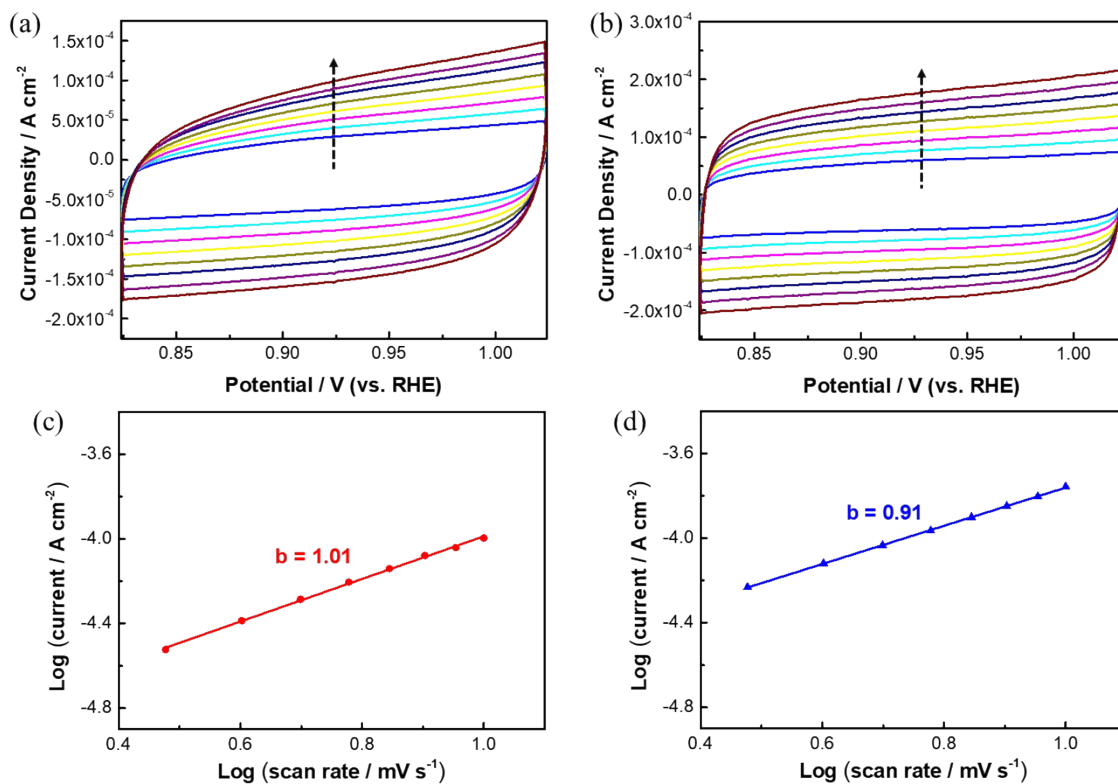 (a)
Current Density / A cm⁻²
1.5x10⁻⁴
1.0x10⁻⁴
5.0x10⁻⁵
0.0
-5.0x10⁻⁵
-1.0x10⁻⁴
-1.5x10⁻⁴
-2.0x10⁻⁴
0.85 0.90 0.95 1.00
Potential / V (vs. RHE)
(b)
Current Density / A cm⁻²
3.0x10⁻⁴
2.0x10⁻⁴
1.0x10⁻⁴
0.0
-1.0x10⁻⁴
-2.0x10⁻⁴
0.85 0.90 0.95 1.00
Potential / V (vs. RHE)
(c)
Log (current / A cm⁻²)
-3.6
-4.0
-4.4
-4.8
b = 1.01
0.4 0.6 0.8 1.0
Log (scan rate / mV s⁻¹)
(d)
Log (current / A cm⁻²)
-3.6
-4.0
-4.4
-4.8
b = 0.91
0.4 0.6 0.8 1.0
Log (scan rate / mV s⁻¹)